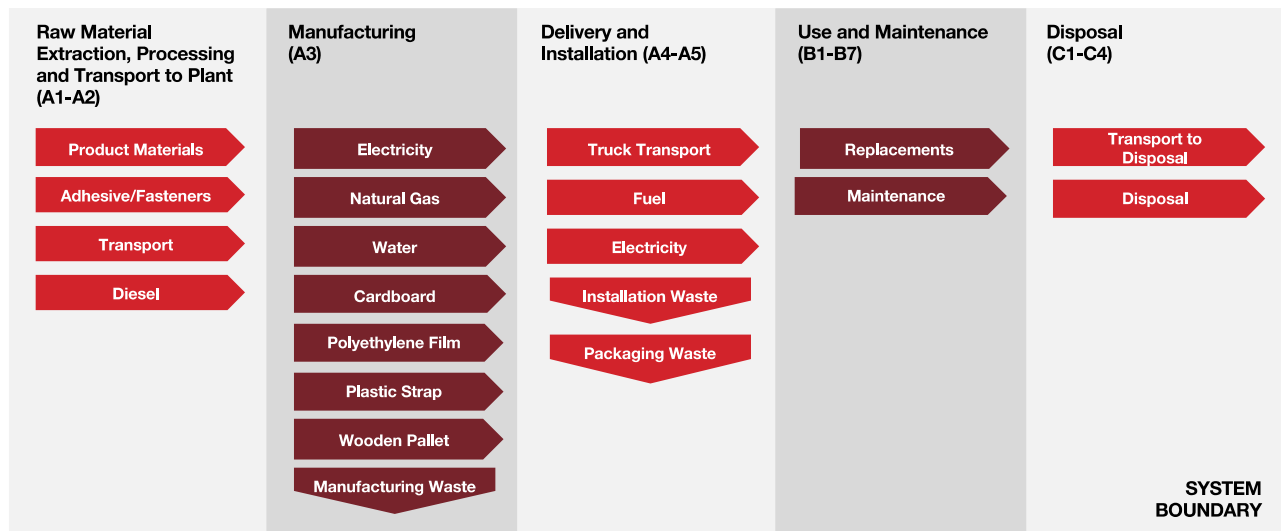 Raw Material
Extraction, Processing
and Transport to Plant
(A1-A2)
Product Materials
Adhesive/Fasteners
Transport
Diesel
Manufacturing
(A3)
Electricity
Natural Gas
Water
Cardboard
Polyethylene Film
Plastic Strap
Wooden Pallet
Manufacturing Waste
Delivery and
Installation (A4-A5)
Truck Transport
Fuel
Electricity
Installation Waste
Packaging Waste
Use and Maintenance
(B1-B7)
Replacements
Maintenance
Disposal
(C1-C4)
Transport to
Disposal
Disposal
SYSTEM
BOUNDARY